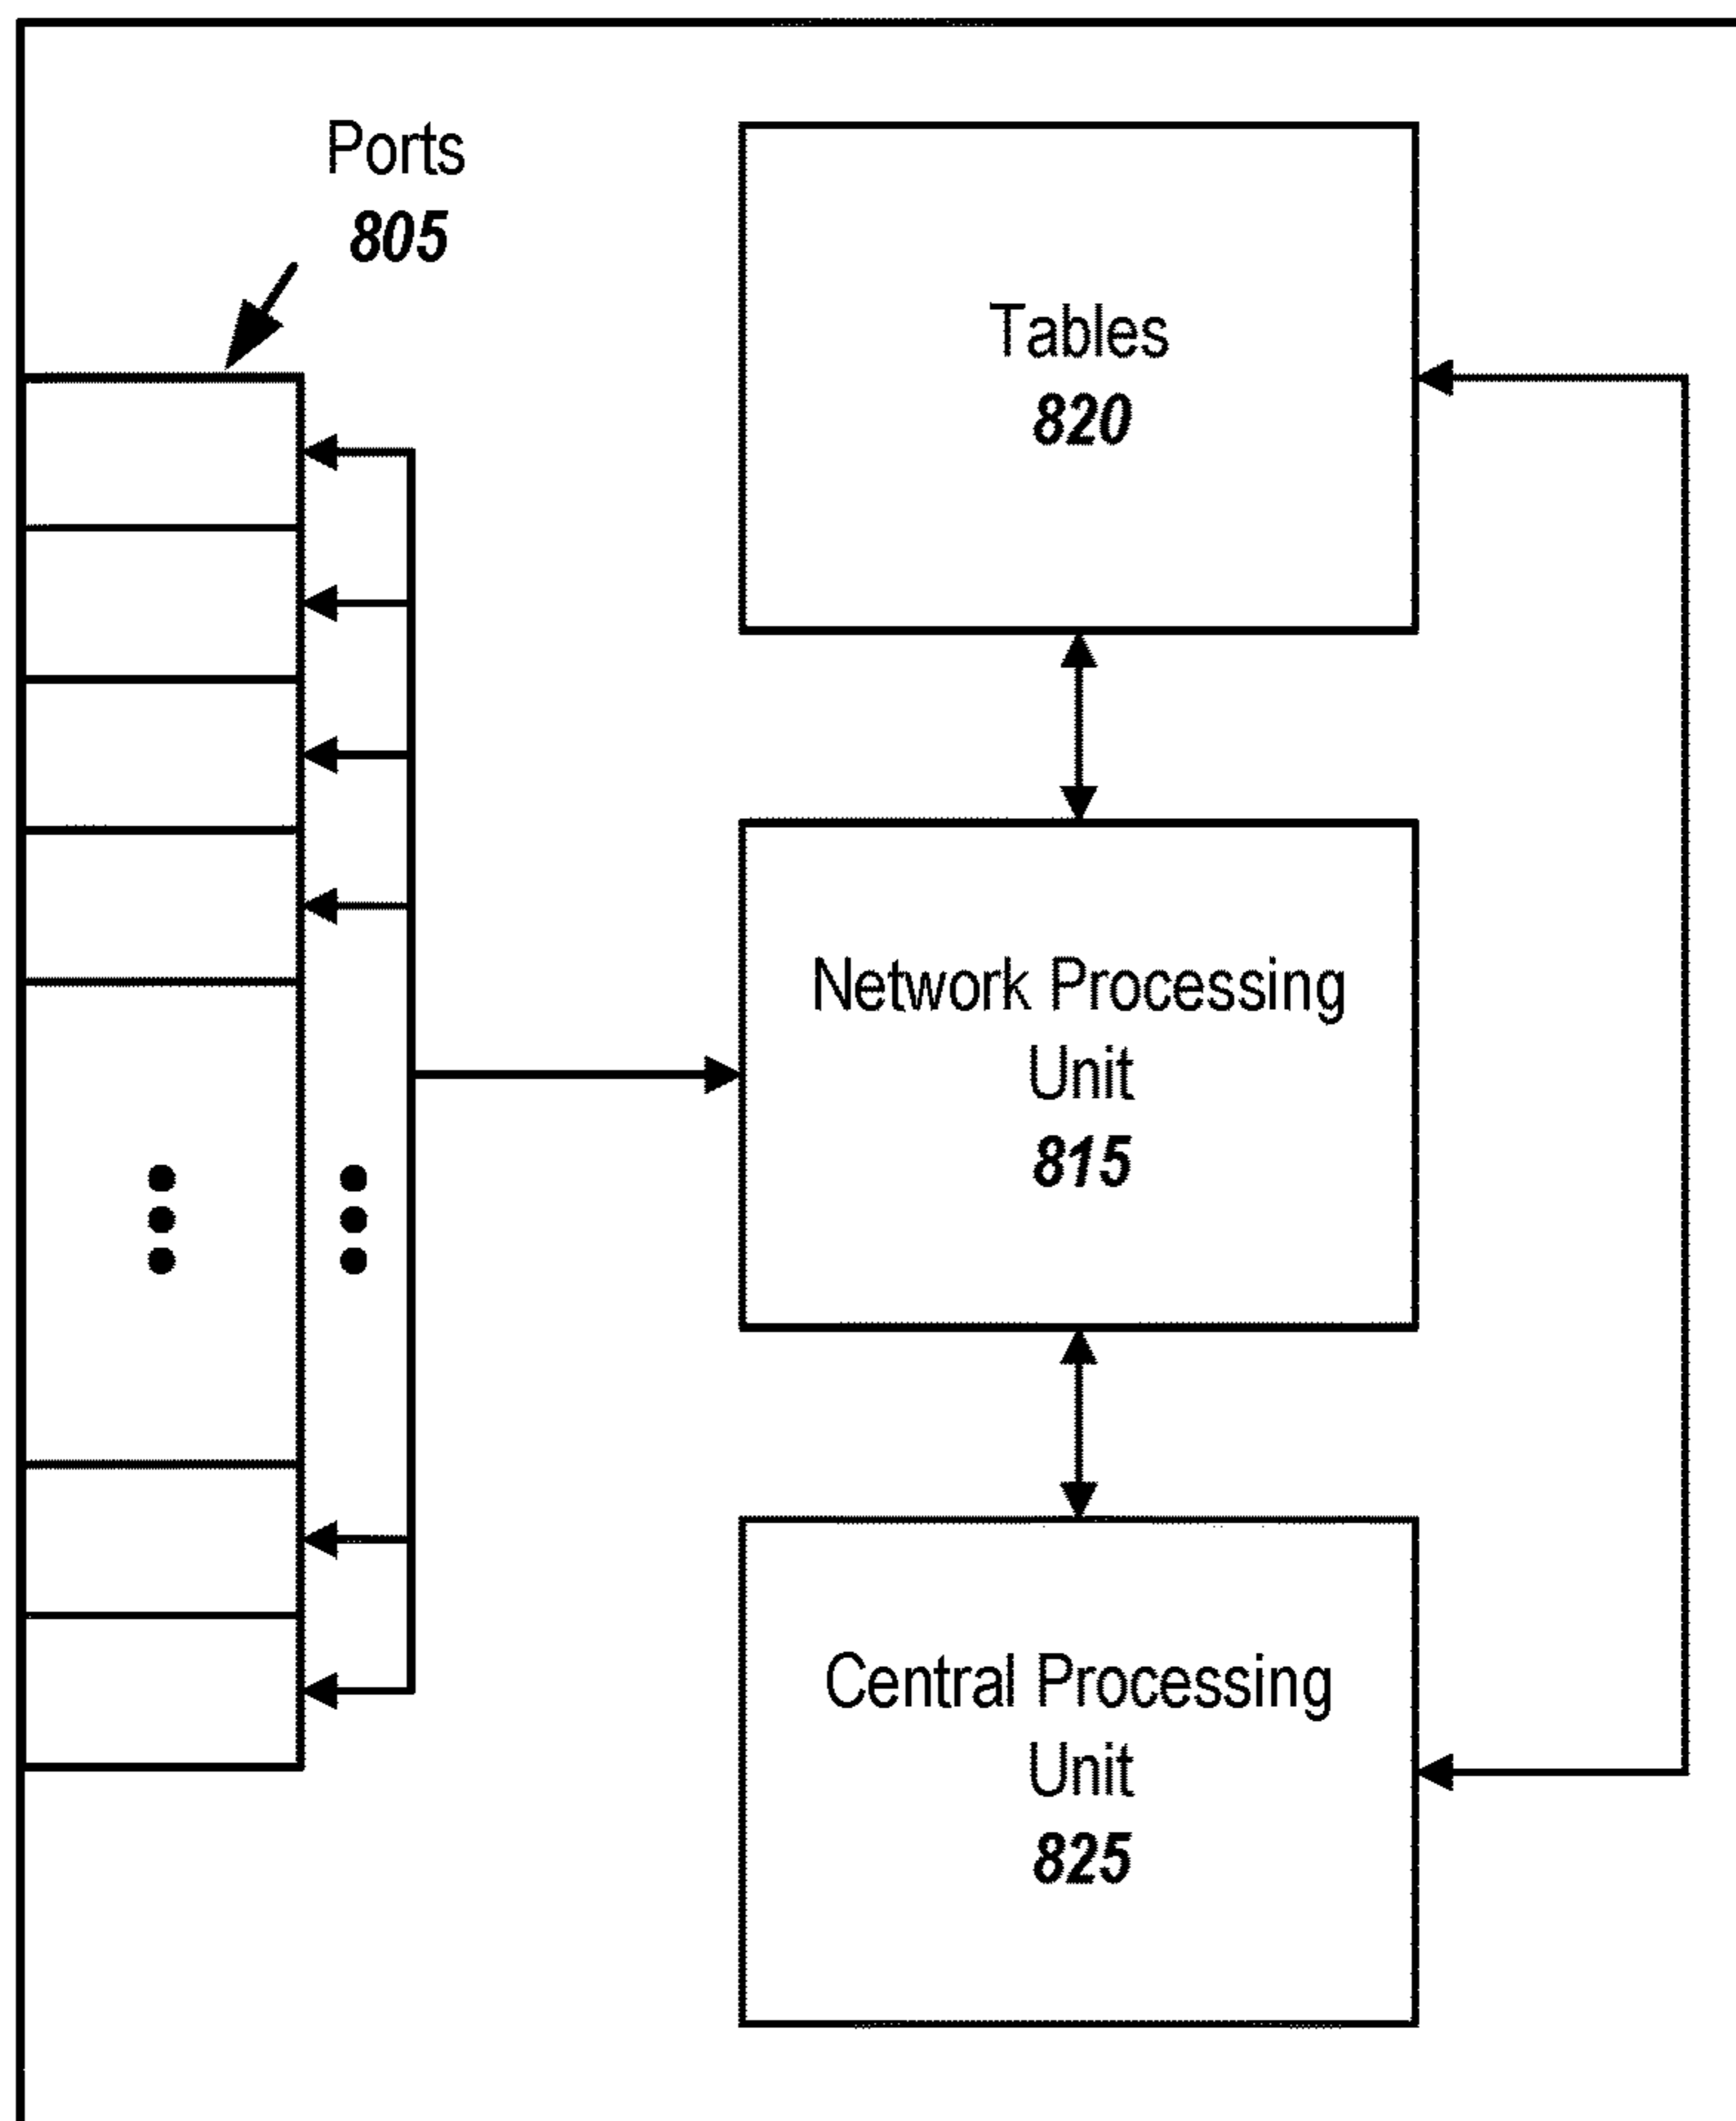 Ports
805
Tables
820
Network Processing
Unit
815
Central Processing
Unit
825